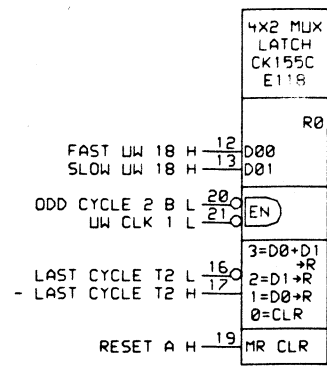 4X2 MUX
LATCH
CK155C
E118
R0
FAST UW 18 H 12 D00
SLOW UW 18 H 13 D01
ODD CYCLE 2 B L 20
UW CLK 1 L 21
EN
3=D0+D1
→R
LAST CYCLE T2 L 16
2=D1→R
- LAST CYCLE T2 H 17
1=D0→R
0=CLR
RESET A H 19 MR CLR